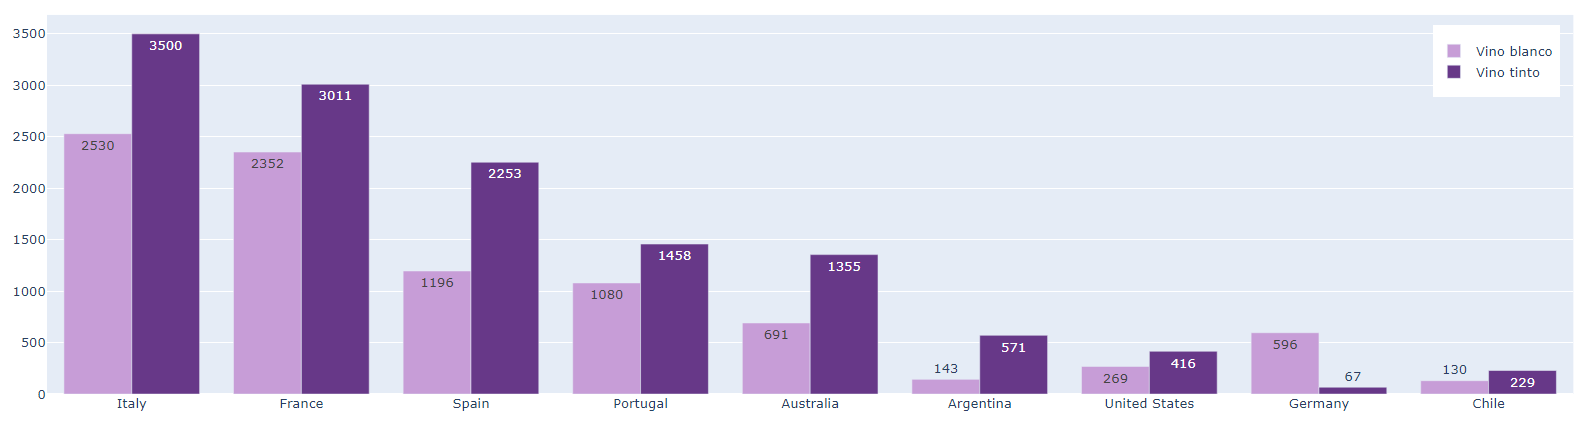 3500
3000
2500
2000
1500
1000
500
0
2530
3500
2352
3011
1196
2253
1080
1458
691
1355
143
571
269
416
596
67
130
229
Italy
France
Spain
Portugal
Australia
Argentina
United States
Germany
Chile
Vino blanco
Vino tinto